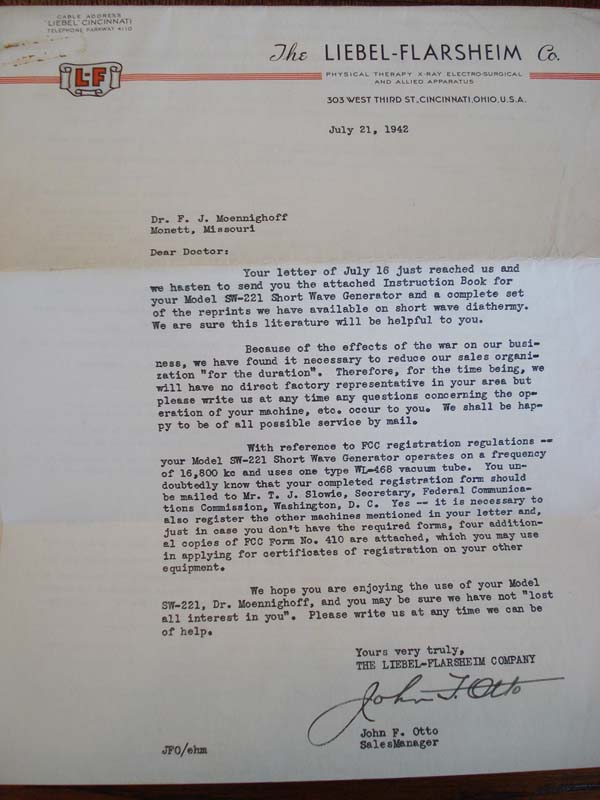 CABLE ADDRESS
"LIEBEL" CINCINNATI
TELEPHONE PARKWAY 4110
L-F
The LIEBEL-FLARSHEIM Co.
PHYSICAL THERAPY X-RAY ELECTRO-SURGICAL
AND ALLIED APPARATUS
303 WEST THIRD ST., CINCINNATI, OHIO, U.S.A.
July 21, 1942
Dr. F. J. Moennighoff
Monett, Missouri
Dear Doctor:
Your letter of July 16 just reached us and
we hasten to send you the attached Instruction Book for
your Model SW-221 Short Wave Generator and a complete set
of the reprints we have available on short wave diathermy.
We are sure this literature will be helpful to you.
Because of the effects of the war on our busi-
ness, we have found it necessary to reduce our sales organi-
zation "for the duration". Therefore, for the time being, we
will have no direct factory representative in your area but
please write us at any time any questions concerning the op-
eration of your machine, etc. occur to you. We shall be hap-
py to be of all possible service by mail.
With reference to FCC registration regulations --
your Model SW-221 Short Wave Generator operates on a frequency
of 16,800 kc and uses one type WL-468 vacuum tube. You un-
doubtedly know that your completed registration form should
be mailed to Mr. T. J. Slowie, Secretary, Federal Communica-
tions Commission, Washington, D. C. Yes -- it is necessary to
also register the other machines mentioned in your letter and,
just in case you don't have the required forms, four addition-
al copies of FCC Form No. 410 are attached, which you may use
in applying for certificates of registration on your other
equipment.
We hope you are enjoying the use of your Model
SW-221, Dr. Moennighoff, and you may be sure we have not "lost
all interest in you". Please write us at any time we can be
of help.
Yours very truly,
THE LIEBEL-FLARSHEIM COMPANY
John F. Otto
John F. Otto
SalesManager
JFO/ehm